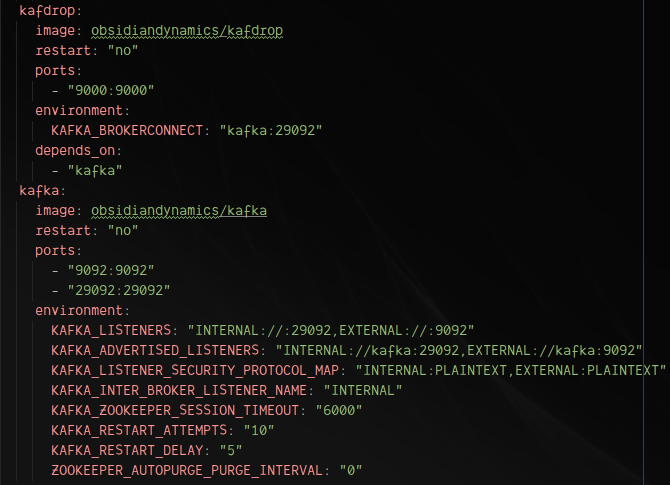 kafdrop:
image: obsidiandynamics/kafdrop
restart: "no"
ports:
- "9000:9000"
environment:
KAFKA_BROKERCONNECT: "kafka:29092"
depends_on:
- "kafka"
kafka:
image: obsidiandynamics/kafka
restart: "no"
ports:
- "9092:9092"
- "29092:29092"
environment:
KAFKA_LISTENERS: "INTERNAL://:29092,EXTERNAL://:9092"
KAFKA_ADVERTISED_LISTENERS: "INTERNAL://kafka:29092,EXTERNAL://kafka:9092"
KAFKA_LISTENER_SECURITY_PROTOCOL_MAP: "INTERNAL:PLAINTEXT,EXTERNAL:PLAINTEXT"
KAFKA_INTER_BROKER_LISTENER_NAME: "INTERNAL"
KAFKA_ZOOKEEPER_SESSION_TIMEOUT: "6000"
KAFKA_RESTART_ATTEMPTS: "10"
KAFKA_RESTART_DELAY: "5"
ZOOKEEPER_AUTOPURGE_PURGE_INTERVAL: "0"